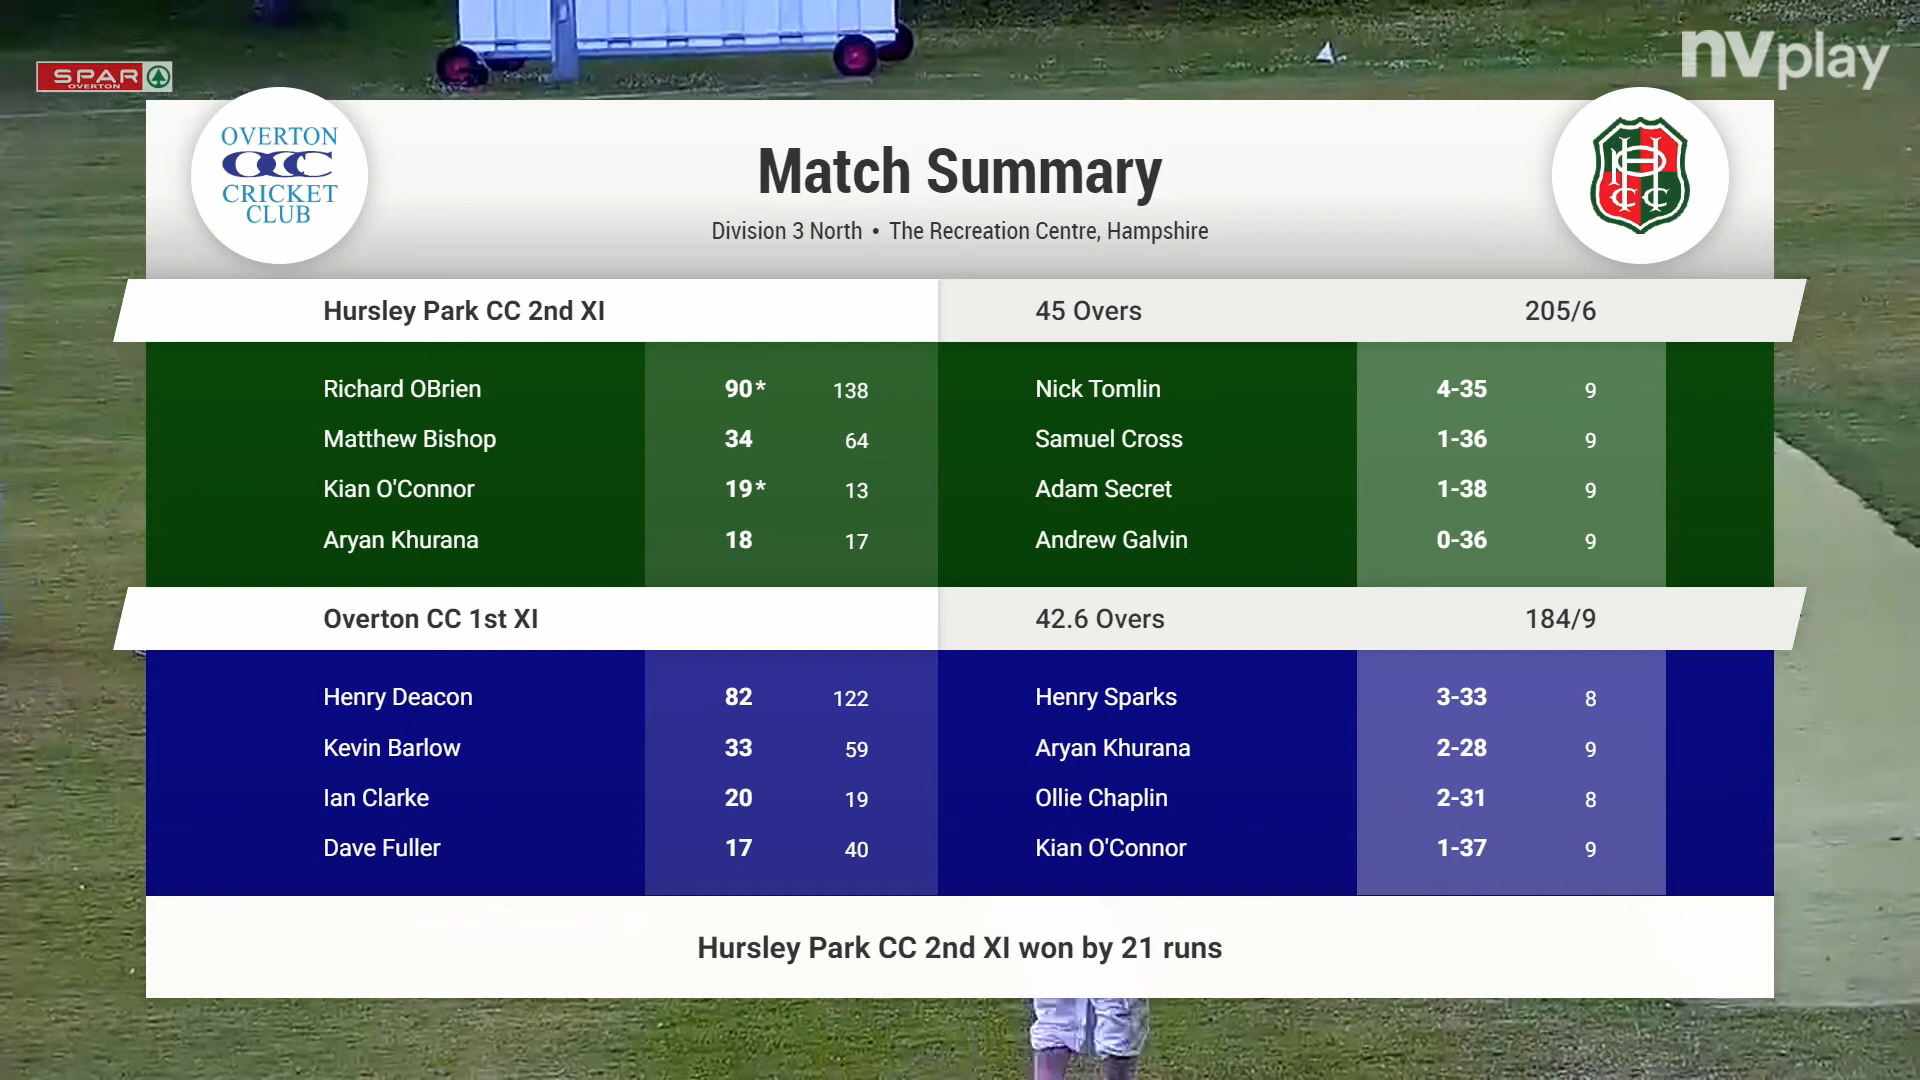 SPAR
OVERTON
nvplay
OVERTON
OCC
CRICKET
CLUB
Match Summary
Division 3 North • The Recreation Centre, Hampshire
HP
CC
Hursley Park CC 2nd XI 45 Overs 205/6
Richard OBrien 90* 138 Nick Tomlin 4-35 9
Matthew Bishop 34 64 Samuel Cross 1-36 9
Kian O'Connor 19* 13 Adam Secret 1-38 9
Aryan Khurana 18 17 Andrew Galvin 0-36 9
Overton CC 1st XI 42.6 Overs 184/9
Henry Deacon 82 122 Henry Sparks 3-33 8
Kevin Barlow 33 59 Aryan Khurana 2-28 9
Ian Clarke 20 19 Ollie Chaplin 2-31 8
Dave Fuller 17 40 Kian O'Connor 1-37 9
Hursley Park CC 2nd XI won by 21 runs